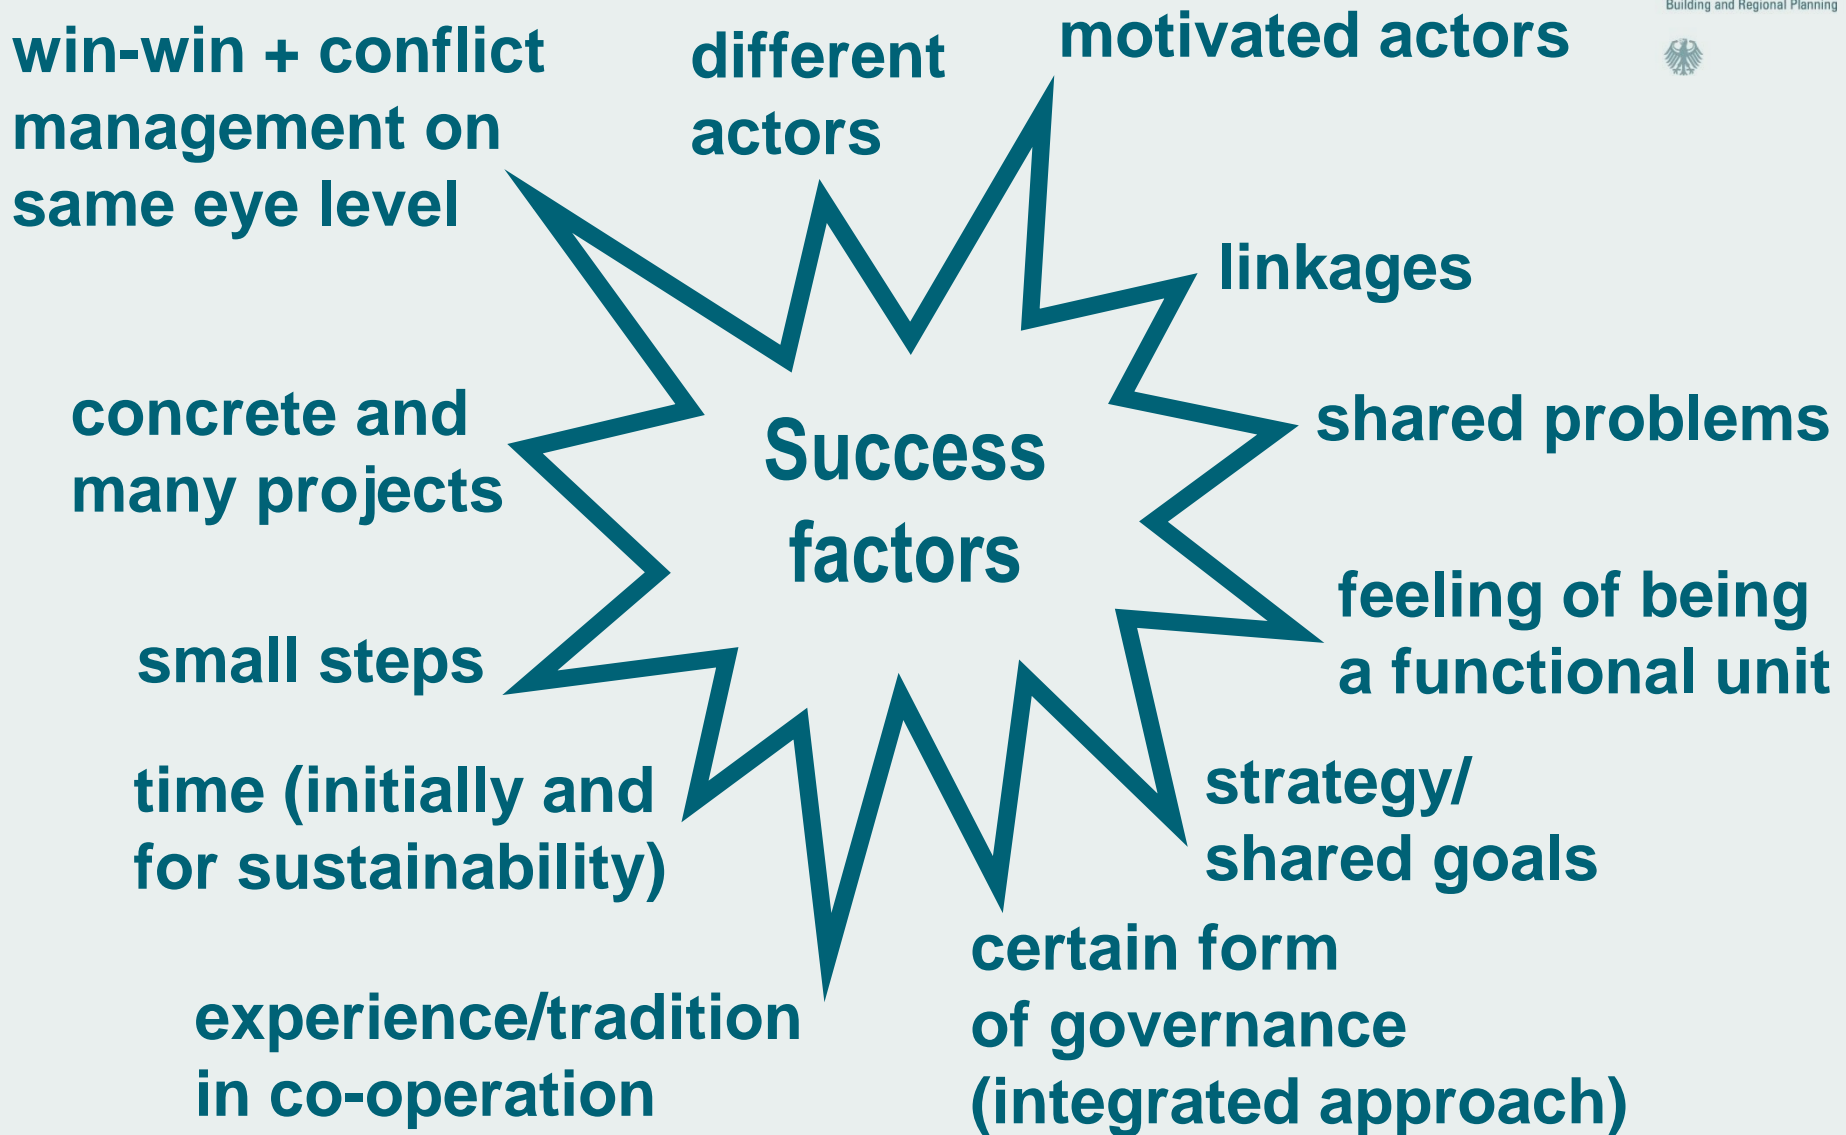 Building and Regional Planning
win-win + conflict
management on
same eye level
different
actors
motivated actors
linkages
concrete and
many projects
Success
factors
shared problems
feeling of being
a functional unit
small steps
time (initially and
for sustainability)
strategy/
shared goals
experience/tradition
in co-operation
certain form
of governance
(integrated approach)